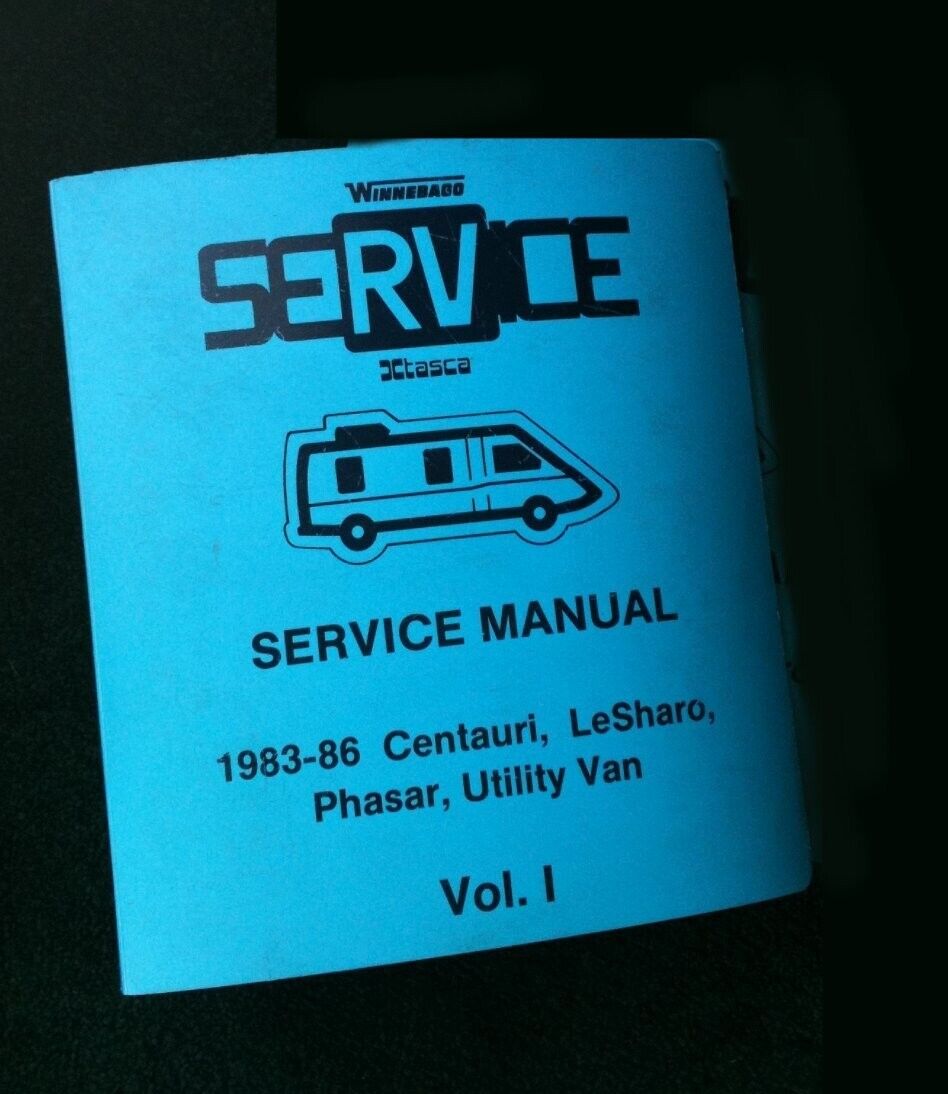 WINNEBAGO
SERVICE
Itasca
SERVICE MANUAL
1983-86 Centauri, LeSharo,
Phasar, Utility Van
Vol. I